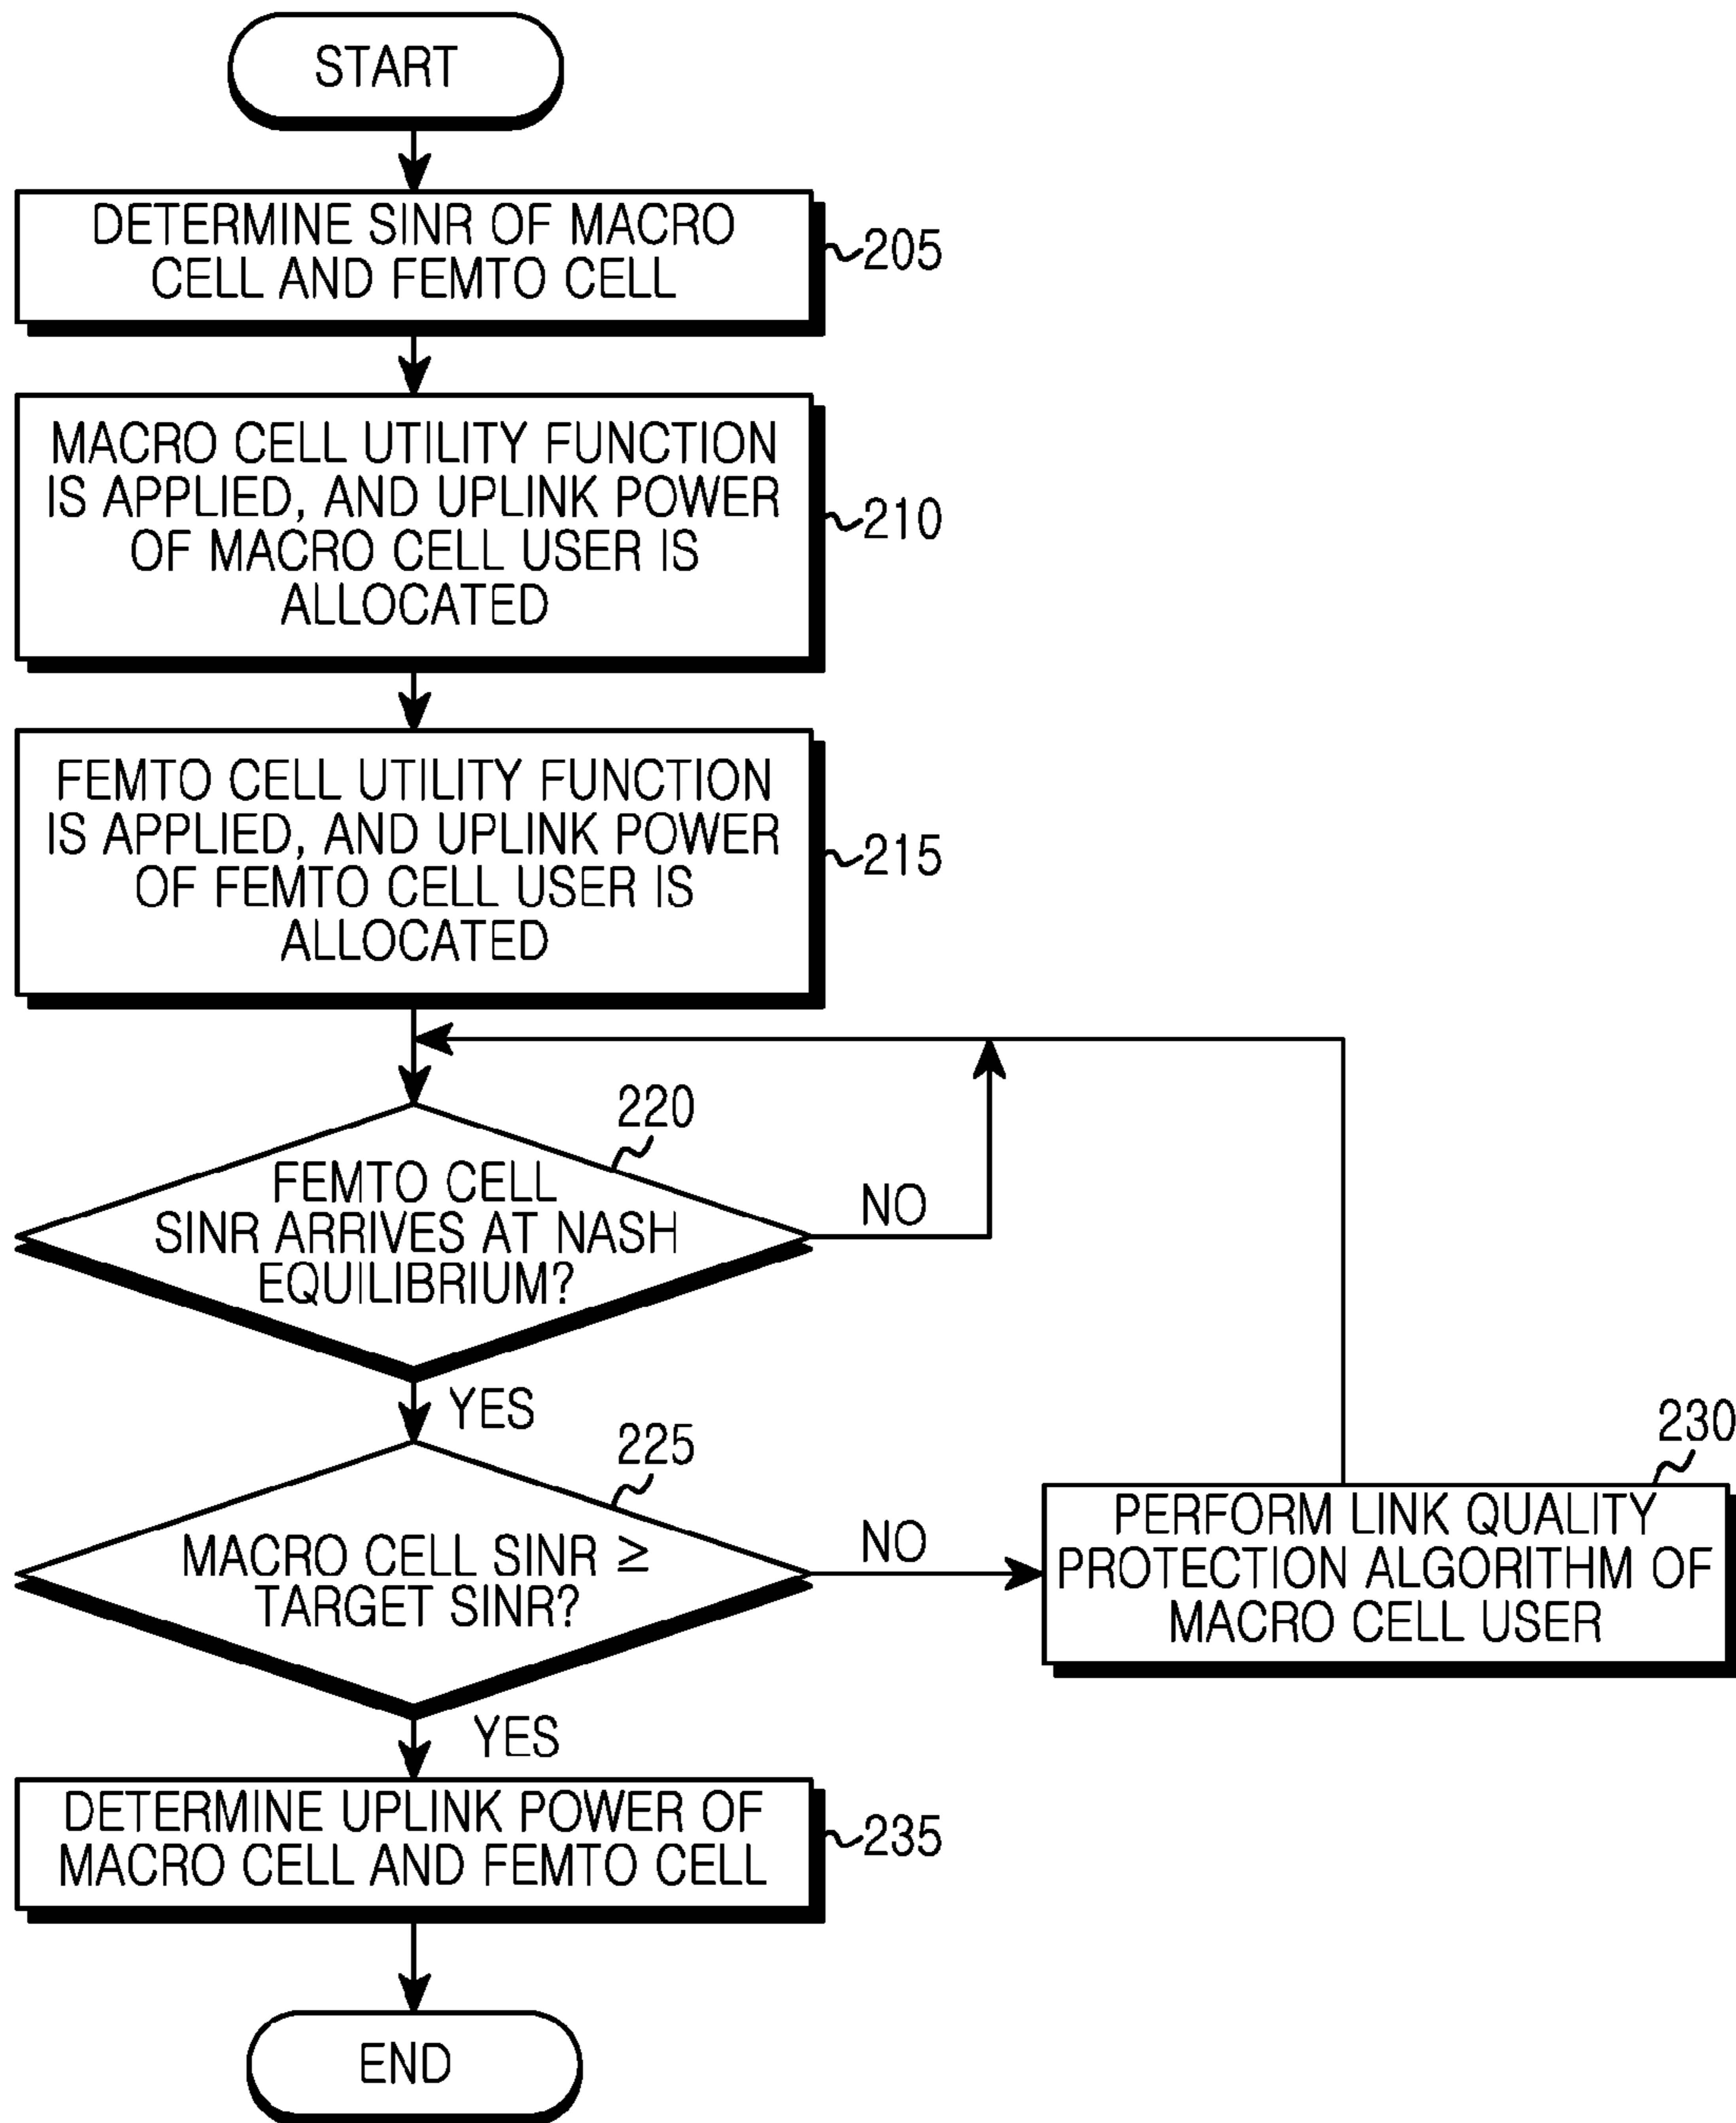 START
DETERMINE SINR OF MACRO
CELL AND FEMTO CELL
205
MACRO CELL UTILITY FUNCTION
IS APPLIED, AND UPLINK POWER
OF MACRO CELL USER IS
ALLOCATED
210
FEMTO CELL UTILITY FUNCTION
IS APPLIED, AND UPLINK POWER
OF FEMTO CELL USER IS
ALLOCATED
215
220
FEMTO CELL
SINR ARRIVES AT NASH
EQUILIBRIUM?
NO
YES
225
MACRO CELL SINR ≥
TARGET SINR?
NO
230
PERFORM LINK QUALITY
PROTECTION ALGORITHM OF
MACRO CELL USER
YES
DETERMINE UPLINK POWER OF
MACRO CELL AND FEMTO CELL
235
END